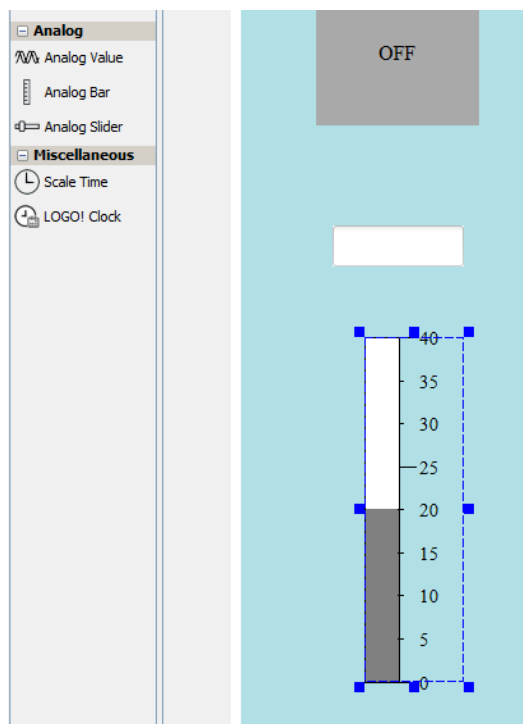 Analog
Analog Value
Analog Bar
Analog Slider
Miscellaneous
Scale Time
LOGO! Clock
OFF
40
35
30
25
20
15
10
5
0